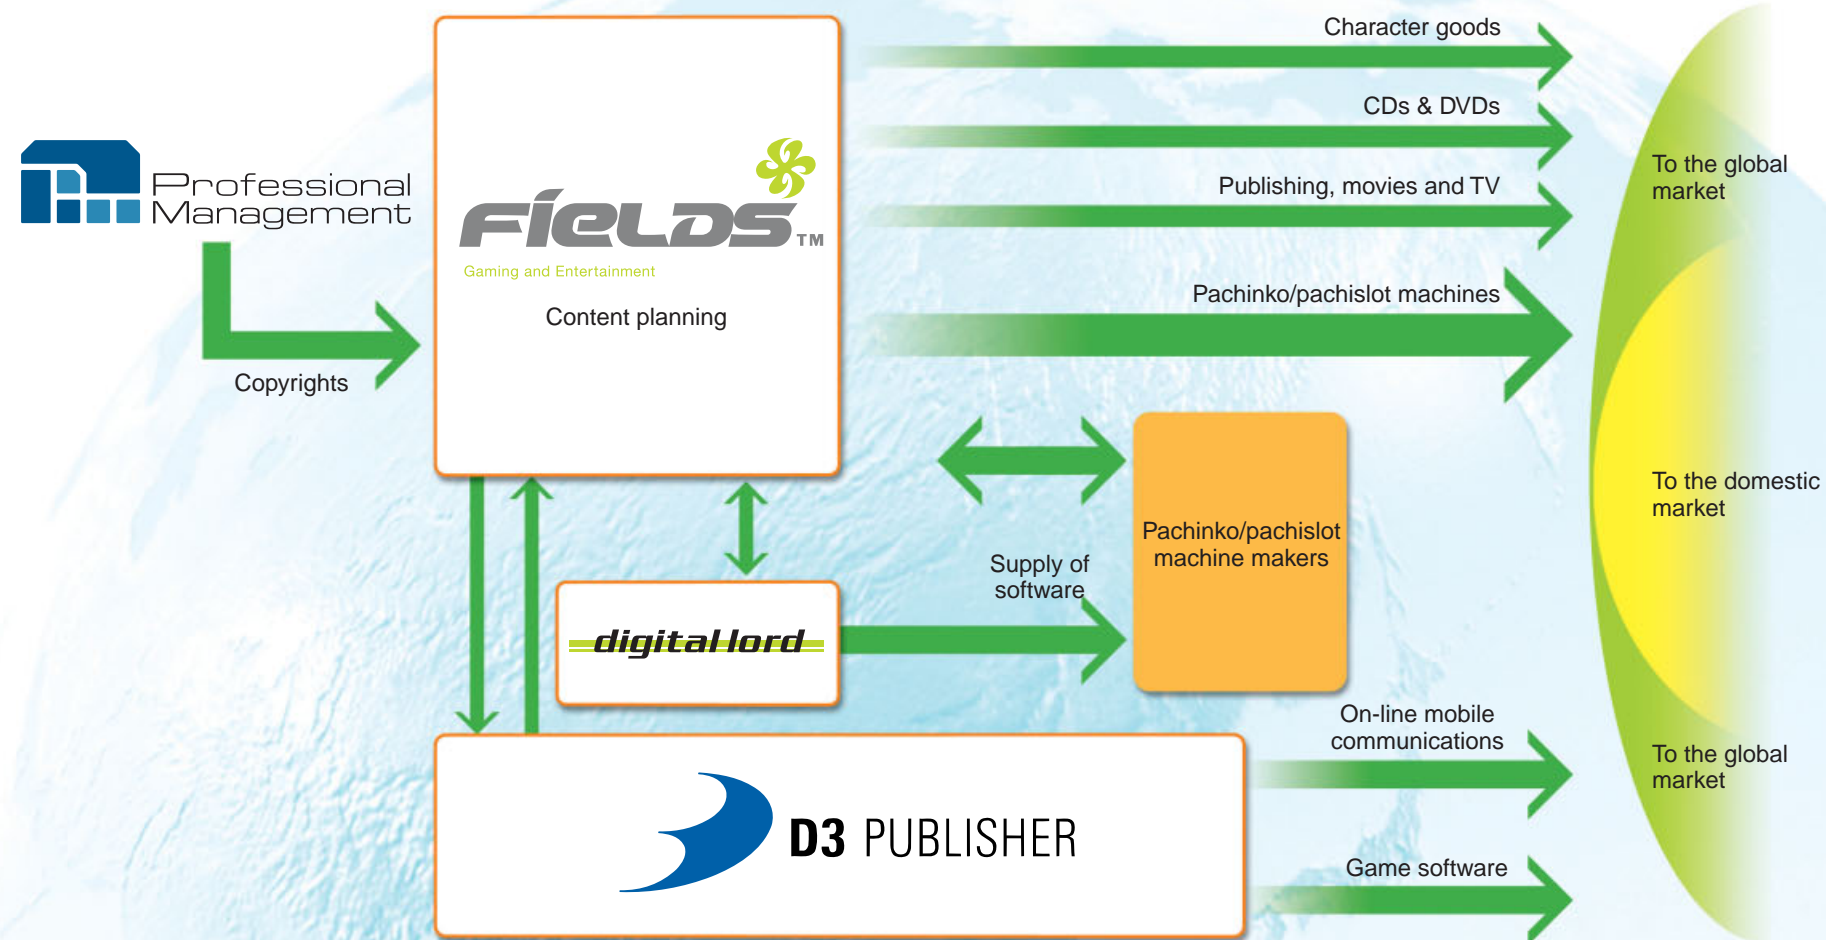 Professional
Management
Copyrights
FIELDS TM
Gaming and Entertainment
Content planning
Character goods
CDs & DVDs
Publishing, movies and TV
Pachinko/pachislot machines
To the global
market
To the domestic
market
Pachinko/pachislot
machine makers
Supply of
software
digital lord
On-line mobile
communications
To the global
market
D3 PUBLISHER
Game software